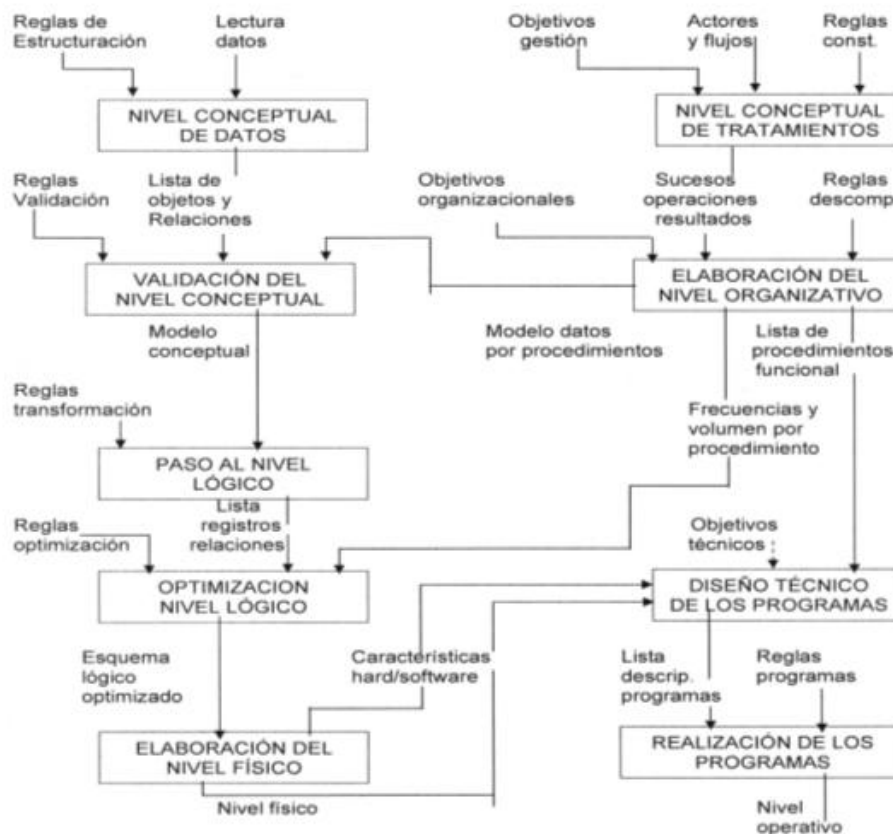 Reglas de
Estructuración
Lectura
datos
Objetivos
gestión
Actores
y flujos
Reglas
const.
NIVEL CONCEPTUAL
DE DATOS
NIVEL CONCEPTUAL
DE TRATAMIENTOS
Reglas
Validación
Lista de
objetos y
Relaciones
Objetivos
organizacionales
Sucesos
operaciones
resultados
Reglas
descomp
VALIDACIÓN DEL
NIVEL CONCEPTUAL
ELABORACIÓN DEL
NIVEL ORGANIZATIVO
Modelo
conceptual
Modelo datos
por procedimientos
Lista de
procedimientos
funcional
Reglas
transformación
Frecuencias y
volumen por
procedimiento
PASO AL NIVEL
LÓGICO
Reglas
optimización
Lista
registros
relaciones
Objetivos
técnicos
OPTIMIZACION
NIVEL LÓGICO
DISEÑO TÉCNICO
DE LOS PROGRAMAS
Esquema
lógico
optimizado
Características
hard/software
Lista
descrip.
programas
Reglas
programas
ELABORACIÓN DEL
NIVEL FÍSICO
REALIZACIÓN DE LOS
PROGRAMAS
Nivel físico
Nivel
operativo